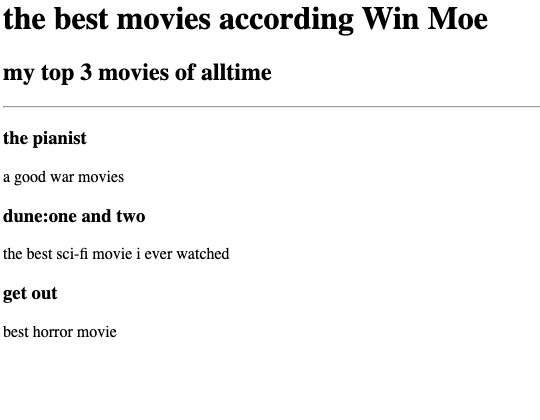 the best movies according Win Moe
my top 3 movies of alltime
the pianist
a good war movies
dune:one and two
the best sci-fi movie i ever watched
get out
best horror movie